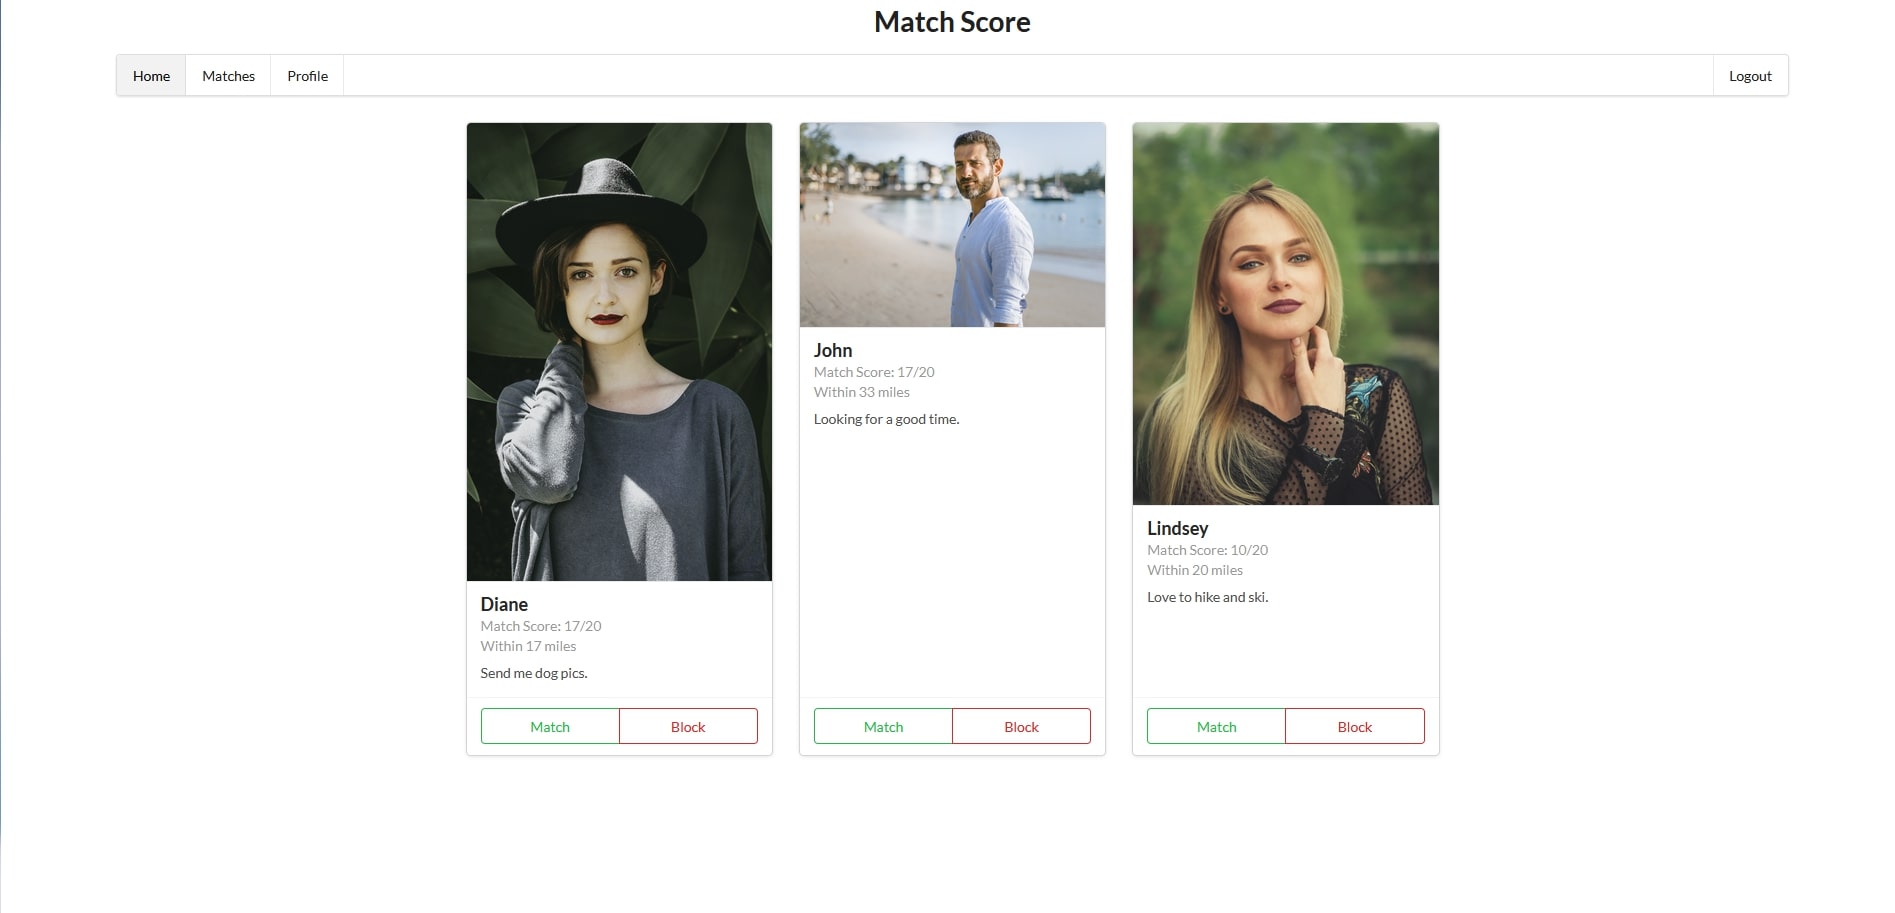 Match Score
Home Matches Profile Logout
Diane
Match Score: 17/20
Within 17 miles
Send me dog pics.
Match Block
John
Match Score: 17/20
Within 33 miles
Looking for a good time.
Match Block
Lindsey
Match Score: 10/20
Within 20 miles
Love to hike and ski.
Match Block